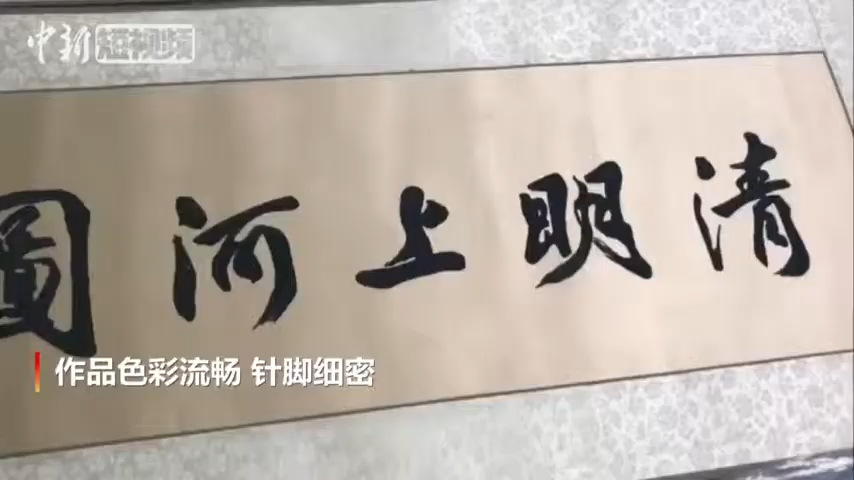 中新 短视频
清明上河圖
作品色彩流畅 针脚细密